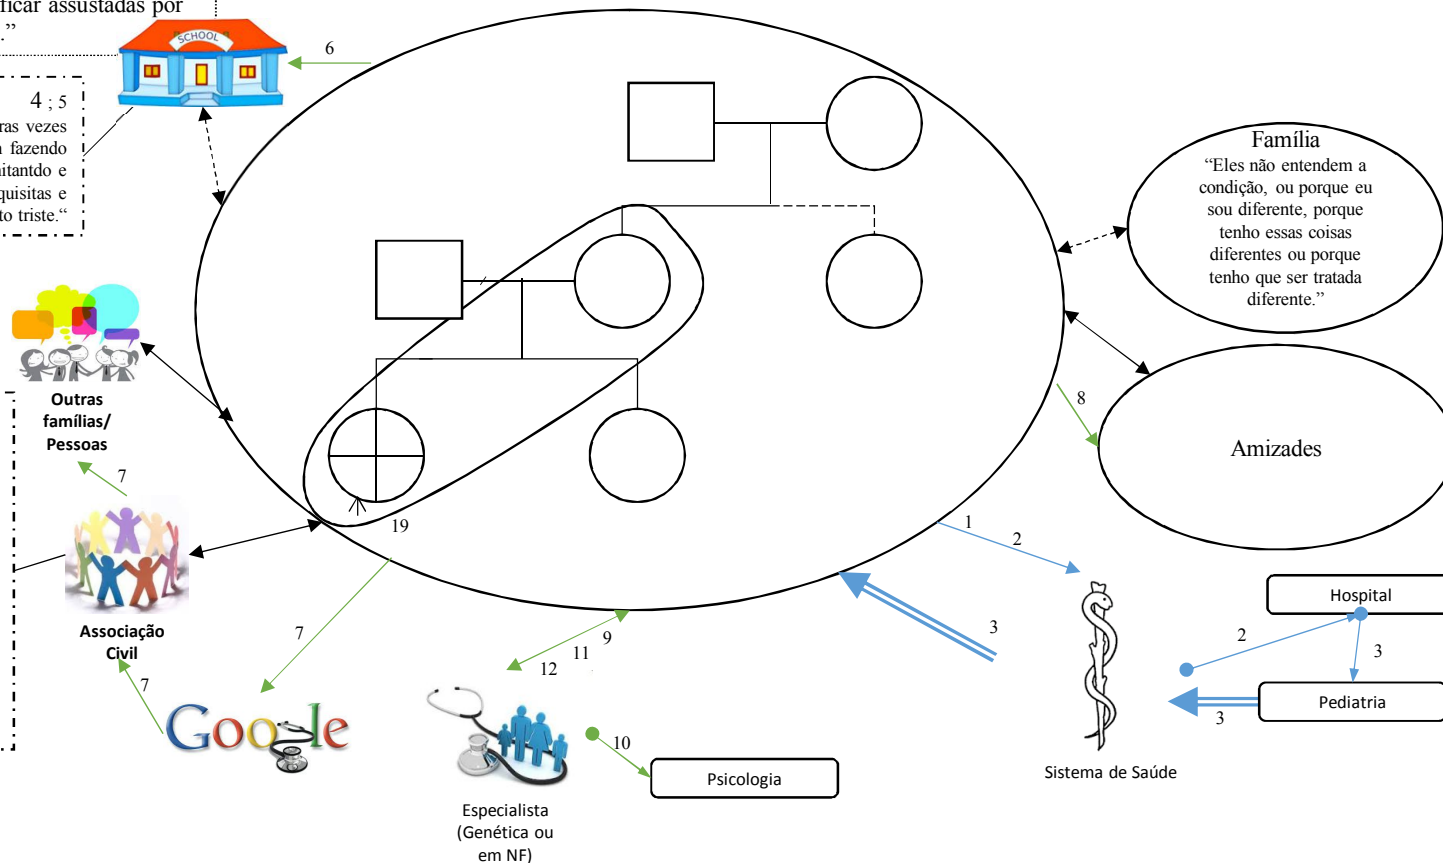 ficar assustadas por
.”
SCHOOL
6
4 ; 5
ras vezes
fazendo
nitantdo e
quisitas e
to triste.“
Família
“Eles não entendem a
condição, ou porque eu
sou diferente, porque
tenho essas coisas
diferentes ou porque
tenho que ser tratada
diferente.”
8
Amizades
Outras
famílias/
Pessoas
7
19
Associação
Civil
7
7
Google
9
11
12
Especialista
(Genética ou
em NF)
10
Psicologia
1
2
3
Sistema de Saúde
Hospital
2
3
Pediatria
3